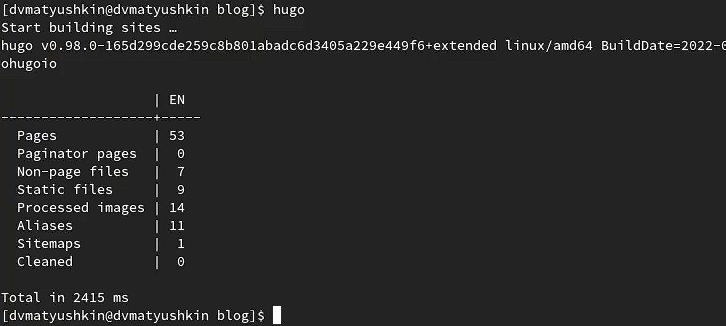 [dvmatyushkin@dvmatyushkin blog]$ hugo
Start building sites …
hugo v0.98.0-165d299cde259c8b801abadc6d3405a229e449f6+extended linux/amd64 BuildDate=2022-0
ohugoio

                   | EN
-------------------+-----
  Pages            | 53
  Paginator pages  |  0
  Non-page files   |  7
  Static files     |  9
  Processed images | 14
  Aliases          | 11
  Sitemaps         |  1
  Cleaned          |  0

Total in 2415 ms
[dvmatyushkin@dvmatyushkin blog]$